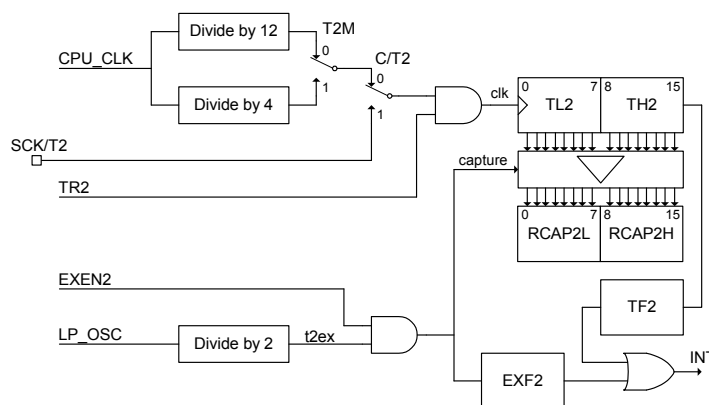 Divide by 12
T2M
CPU_CLK
0
C/T2
1
0
Divide by 4
1
SCK/T2
TR2
clk
0 7 8 15
TL2 TH2
capture
0 7 8 15
RCAP2L RCAP2H
EXEN2
TF2
LP_OSC
Divide by 2
t2ex
INT
EXF2